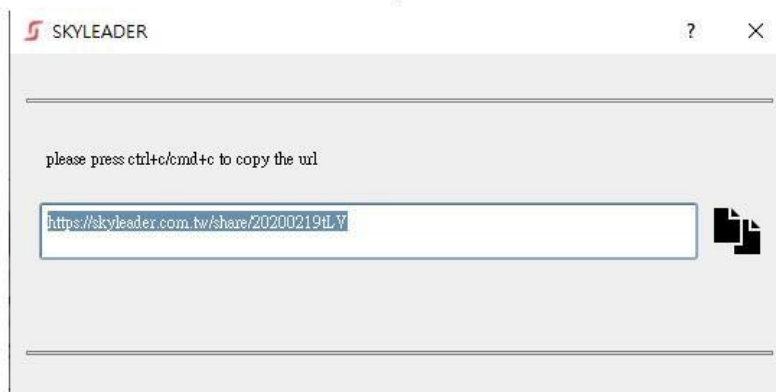 SKYLEADER
?
please press ctrl+c/cmd+c to copy the url
https://skyleader.com.tw/share/20200219tLV